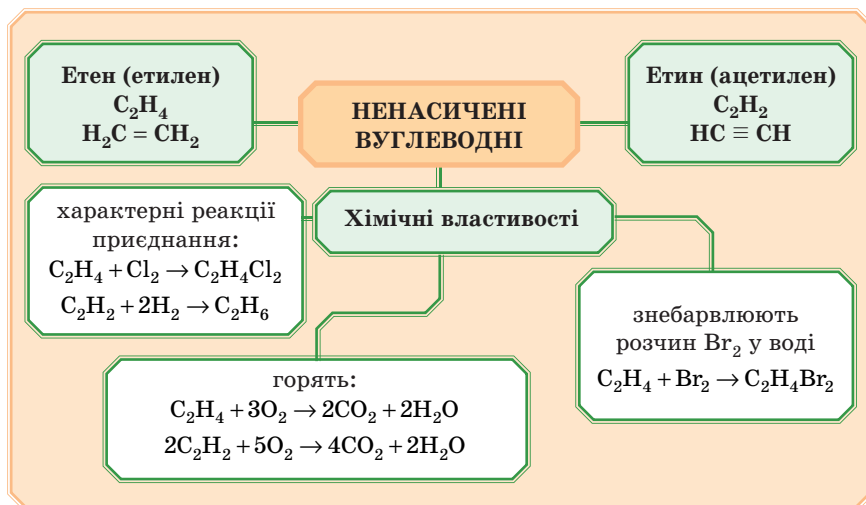 Етен (етилен)
C₂H₄
H₂C = CH₂
НЕНАСИЧЕНІ
ВУГЛЕВОДНІ
Етин (ацетилен)
C₂H₂
HC ≡ CH
Хімічні властивості
характерні реакції
приєднання:
C₂H₄ + Cl₂ → C₂H₄Cl₂
C₂H₂ + 2H₂ → C₂H₆
горять:
C₂H₄ + 3O₂ → 2CO₂ + 2H₂O
2C₂H₂ + 5O₂ → 4CO₂ + 2H₂O
знебарвлюють
розчин Br₂ у воді
C₂H₄ + Br₂ → C₂H₄Br₂